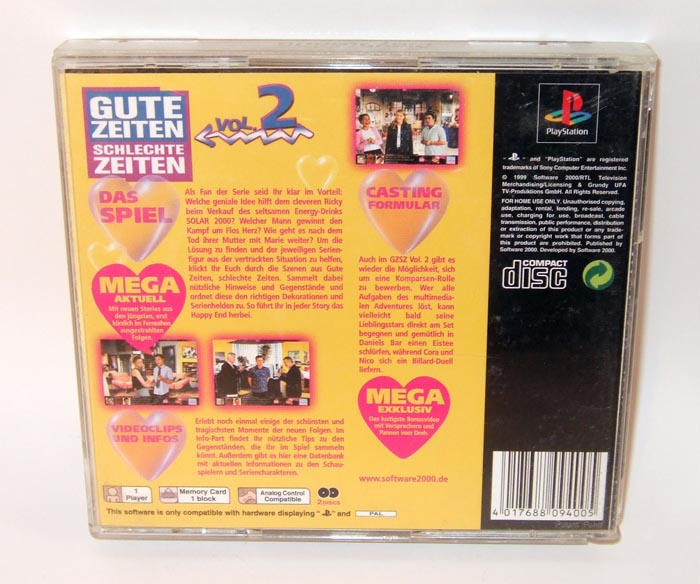 GUTE
ZEITEN
SCHLECHTE
ZEITEN
VOL. 2
DAS
SPIEL
Als Fan der Serie seid Ihr klar im Vorteil:
Welche geniale Idee hilft dem cleveren Ricky
beim Verkauf des seltsamen Energy-Drinks
SOLAR 2000? Welcher Mann gewinnt den
Kampf um Flos Herz? Wie geht es nach dem
Tod ihrer Mutter mit Marie weiter? Um die
Lösung zu finden und der jeweiligen Serien-
figur aus der vertrackten Situation zu helfen,
klickt Ihr Euch durch die Szenen aus Gute
Zeiten, schlechte Zeiten. Sammelt dabei
nützliche Hinweise und Gegenstände und
ordnet diese den richtigen Dekorationen und
Serienhelden zu. So führt Ihr in jeder Story das
Happy End herbei.
MEGA
AKTUELL
Mit neuen Stories aus
den jüngsten, erst
kürzlich im Fernsehen
ausgestrahlten
Folgen.
VIDEOCLIPS
UND INFOS
Erlebt noch einmal einige der schönsten und
tragischsten Momente der neuen Folgen. Im
Info-Part findet Ihr nützliche Tips zu den
Gegenständen, die Ihr im Spiel sammeln
könnt. Außerdem gibt es hier eine Datenbank
mit aktuellen Informationen zu den Schau-
spielern und Seriencharakteren.
CASTING
FORMULAR
Auch im GZSZ Vol. 2 gibt es
wieder die Möglichkeit, sich
um eine Komparsen-Rolle
zu bewerben. Wer alle
Aufgaben des multimedia-
len Adventures löst, kann
vielleicht bald seine
Lieblingsstars direkt am Set
begegnen und gemütlich in
Daniels Bar einen Eistee
schlürfen, während Cora und
Nico sich ein Billard-Duell
liefern.
MEGA
EXKLUSIV
Das lustigste Bonusvideo
mit Versprechern und
Pannen vom Dreh.
www.software2000.de
1
Player
Memory Card
1 block
Analog Control
Compatible
2 DISCS
This software is only compatible with hardware displaying " " and PAL
PlayStation
" " and "PlayStation" are registered
trademarks of Sony Computer Entertainment Inc.
© 1999 Software 2000/RTL Television
Merchandising/Licensing & Grundy UFA
TV-Produktions GmbH. All Rights Reserved.
FOR HOME USE ONLY. Unauthorised copying,
adaptation, rental, lending, re-sale, arcade
use, charging for use, broadcast, cable
transmission, public performance, distribution
or extraction of this product or any trade-
mark or copyright work that forms part of
this product are prohibited. Published by
Software 2000. Developed by Software 2000.
COMPACT
disc
4 017688 094005